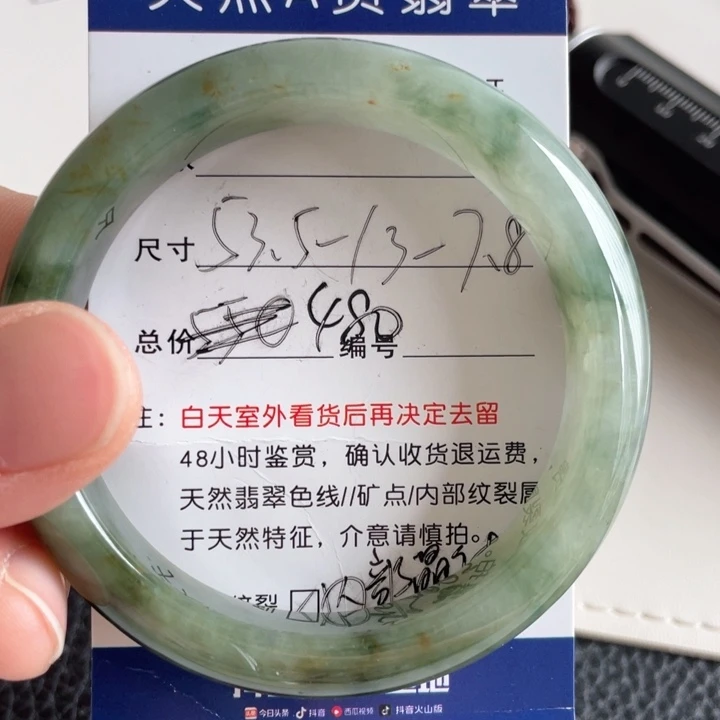 天然A货翡翠
尺寸 53.5-13-7.8
总价 550 480 编号
注：白天室外看货后再决定去留
48小时鉴赏，确认收货退运费，
天然翡翠色线//矿点/内部纹裂属
于天然特征，介意请慎拍。
纹裂
今日头条 抖音 西瓜视频 抖音火山版